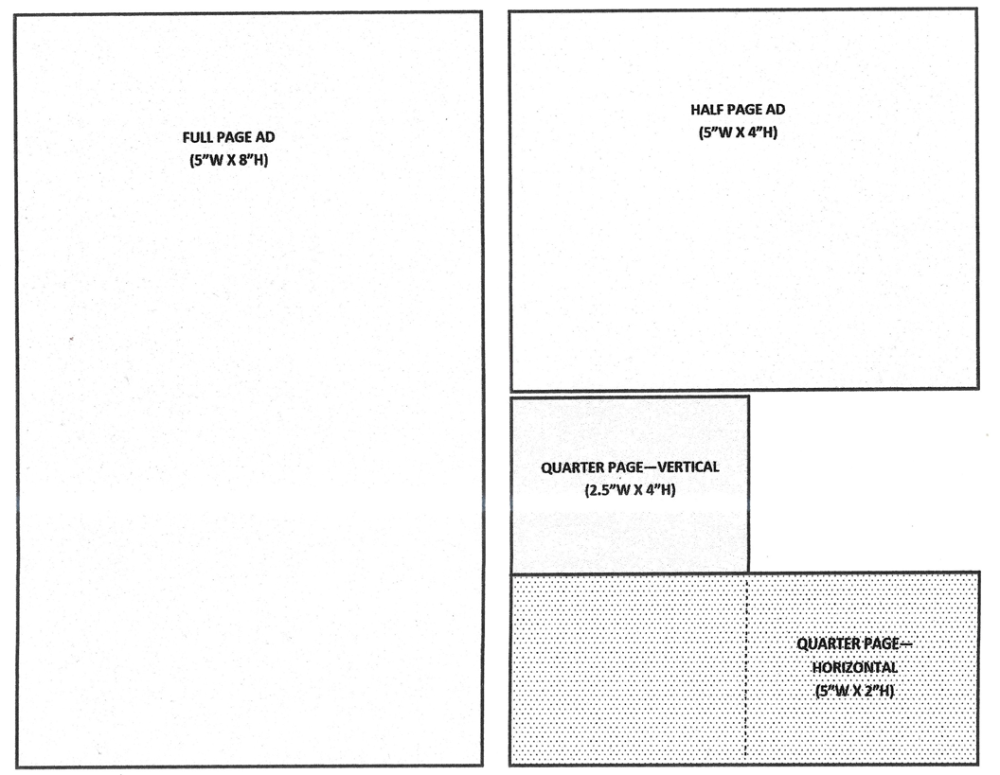 FULL PAGE AD
(5”W X 8”H)
HALF PAGE AD
(5”W X 4”H)
QUARTER PAGE—VERTICAL
(2.5”W X 4”H)
QUARTER PAGE—
HORIZONTAL
(5”W X 2”H)